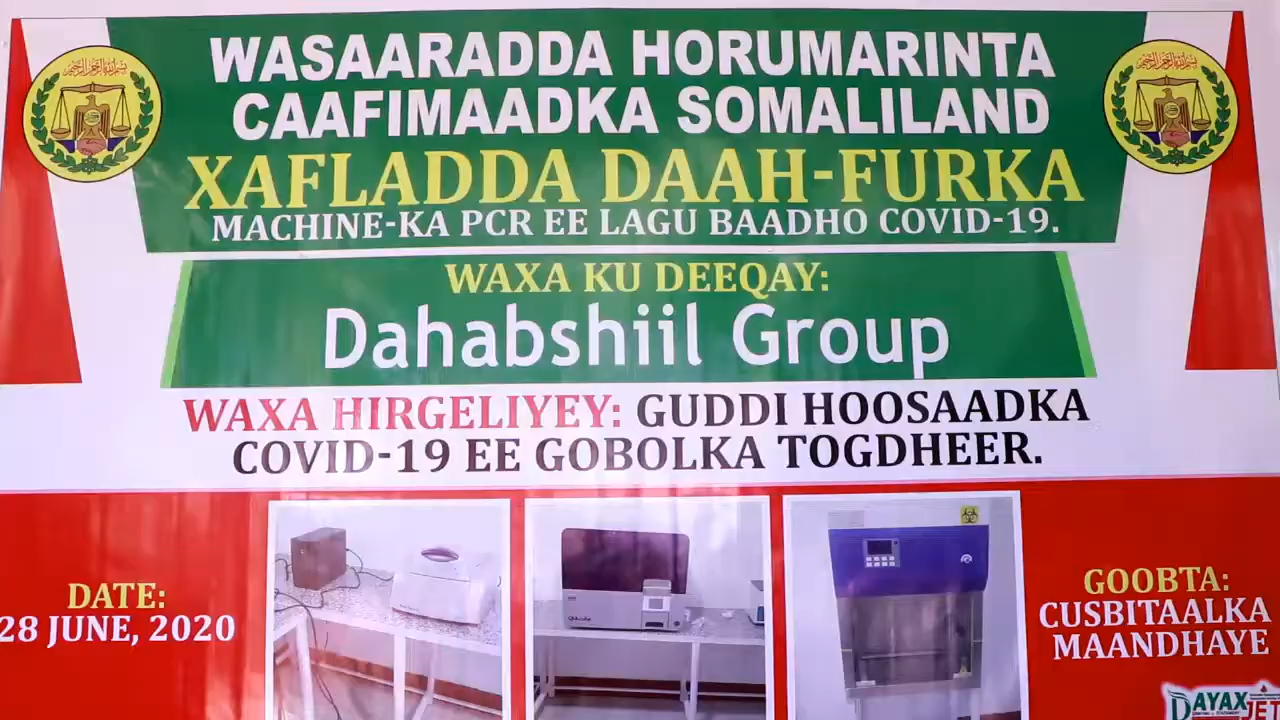 WASAARADDA HORUMARINTA
CAAFIMAADKA SOMALILAND
XAFLADDA DAAH-FURKA
MACHINE-KA PCR EE LAGU BAADHO COVID-19.
WAXA KU DEEQAY:
Dahabshiil Group
WAXA HIRGELIYEY: GUDDI HOOSAADKA
COVID-19 EE GOBOLKA TOGDHEER.
DATE:
28 JUNE, 2020
GOOBTA:
CUSBITAALKA
MAANDHAYE
DAYAX
JET